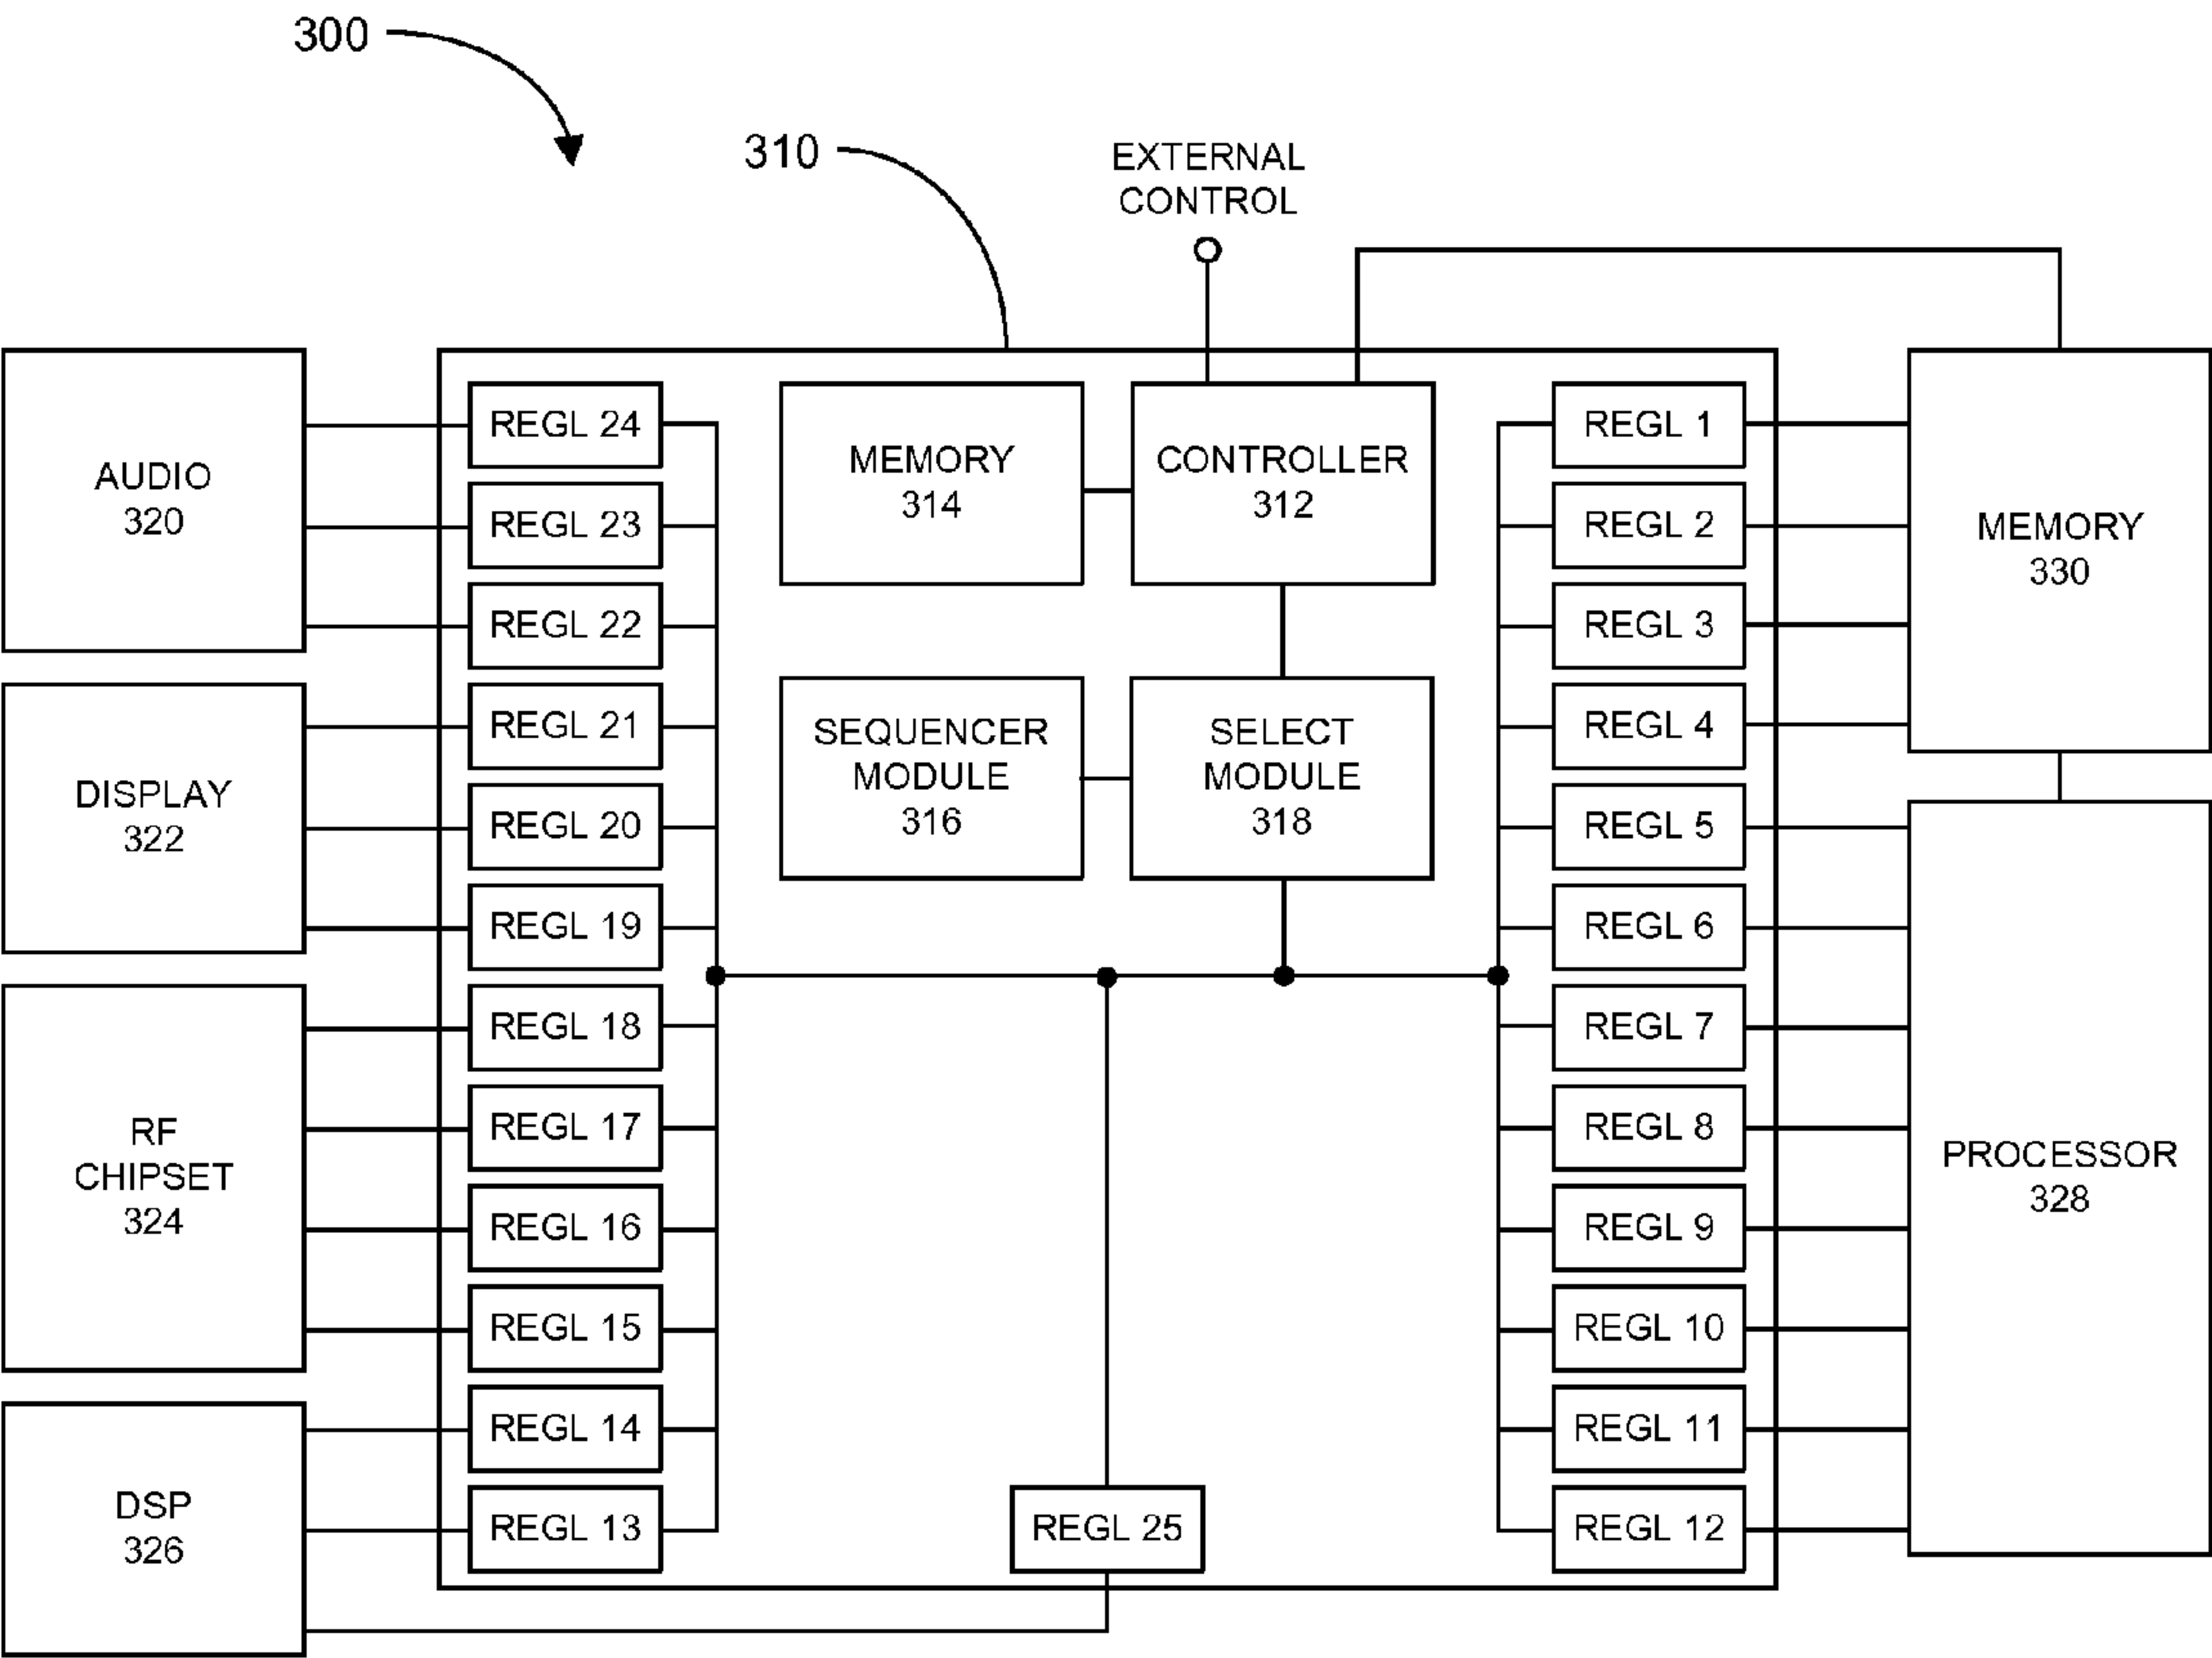 300
310
EXTERNAL
CONTROL
AUDIO
320
DISPLAY
322
RF
CHIPSET
324
DSP
326
REGL 24
REGL 23
REGL 22
REGL 21
REGL 20
REGL 19
REGL 18
REGL 17
REGL 16
REGL 15
REGL 14
REGL 13
MEMORY
314
CONTROLLER
312
SEQUENCER
MODULE
316
SELECT
MODULE
318
REGL 25
REGL 1
REGL 2
REGL 3
REGL 4
REGL 5
REGL 6
REGL 7
REGL 8
REGL 9
REGL 10
REGL 11
REGL 12
MEMORY
330
PROCESSOR
328